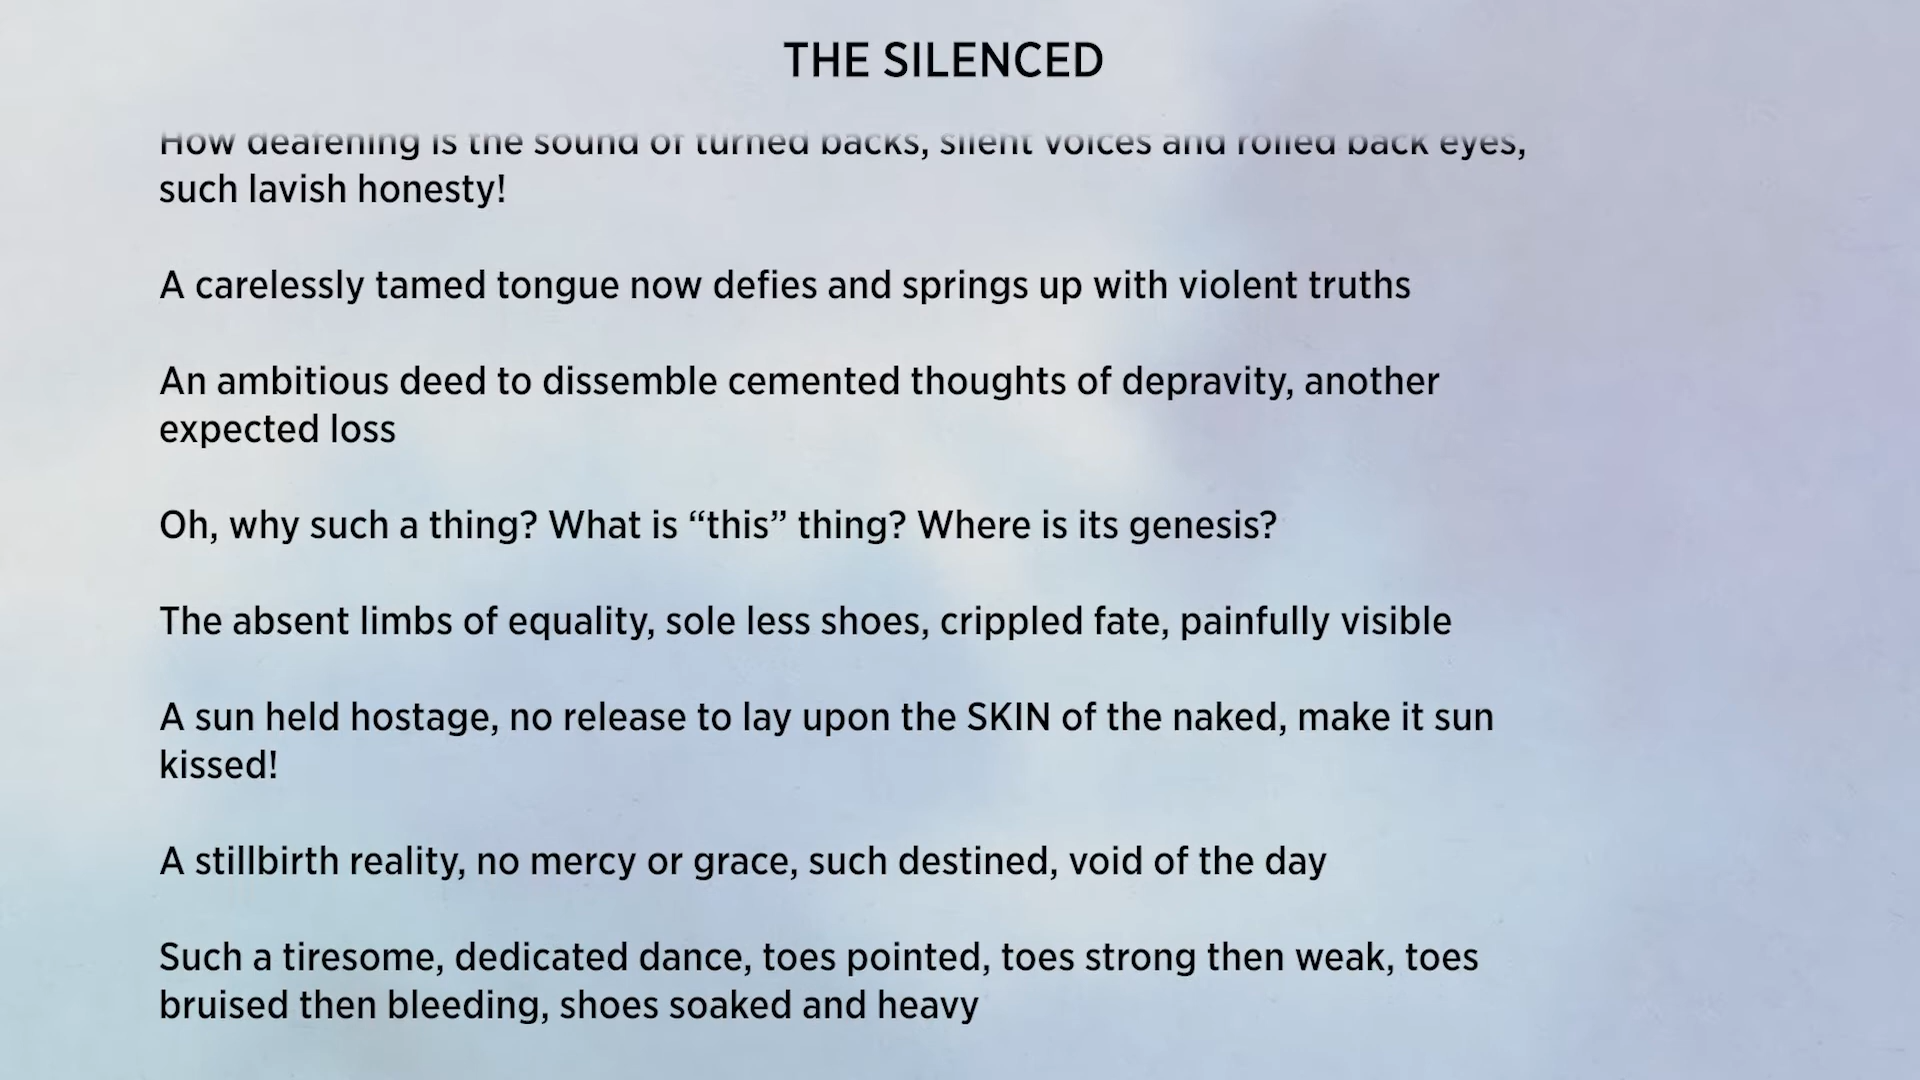 THE SILENCED
How deafening is the sound of turned backs, silent voices and rolled back eyes,
such lavish honesty!
A carelessly tamed tongue now defies and springs up with violent truths
An ambitious deed to dissemble cemented thoughts of depravity, another
expected loss
Oh, why such a thing? What is “this” thing? Where is its genesis?
The absent limbs of equality, sole less shoes, crippled fate, painfully visible
A sun held hostage, no release to lay upon the SKIN of the naked, make it sun
kissed!
A stillbirth reality, no mercy or grace, such destined, void of the day
Such a tiresome, dedicated dance, toes pointed, toes strong then weak, toes
bruised then bleeding, shoes soaked and heavy